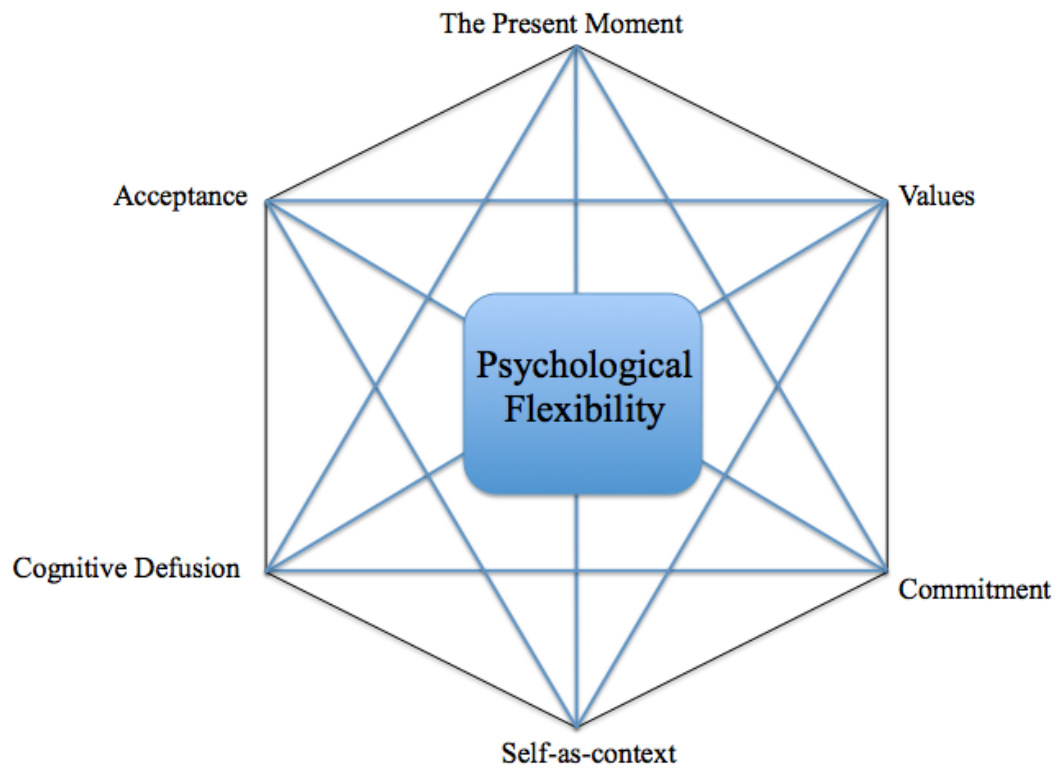 The Present Moment
Acceptance
Values
Psychological
Flexibility
Cognitive Defusion
Commitment
Self-as-context